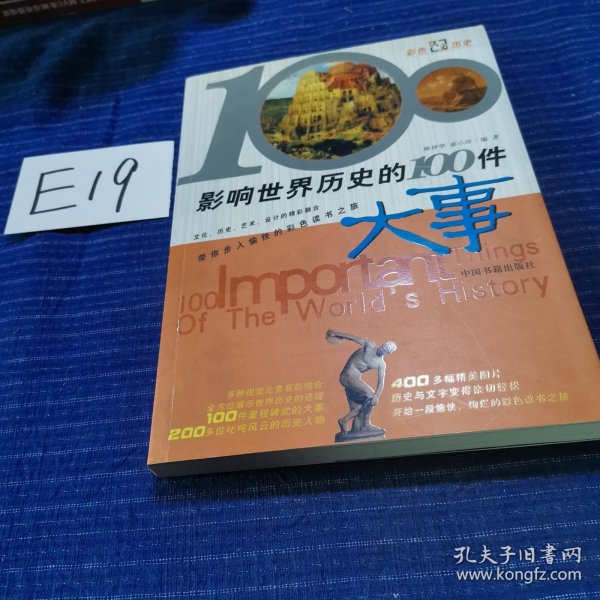 彩色 历史
100
E19
编著
影响世界历史的100件
大事
文化、历史、艺术、设计的精彩融合
带你步入愉快的彩色读书之旅
中国书籍出版社
100 Important Things
Of The World's History
多种视觉元素有机结合
全方位展示世界历史的进程
100件里程碑式的大事
200多位叱咤风云的历史人物
400多幅精美图片
历史与文字变得亲切轻松
开始一段愉快、绚烂的彩色读书之旅
孔夫子旧书网
www.kongfz.com